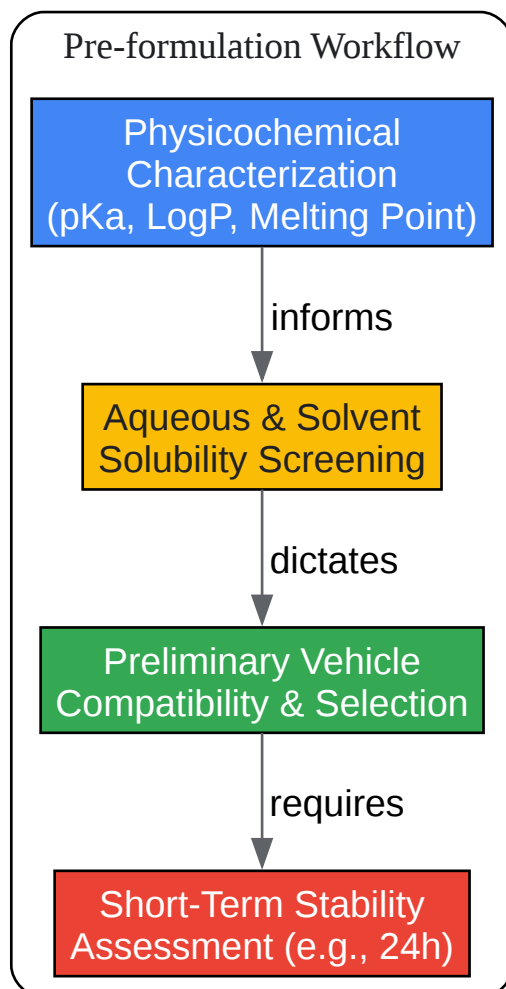 Pre-formulation Workflow
Physicochemical
Characterization
(pKa, LogP, Melting Point)
informs
Aqueous & Solvent
Solubility Screening
dictates
Preliminary Vehicle
Compatibility & Selection
requires
Short-Term Stability
Assessment (e.g., 24h)